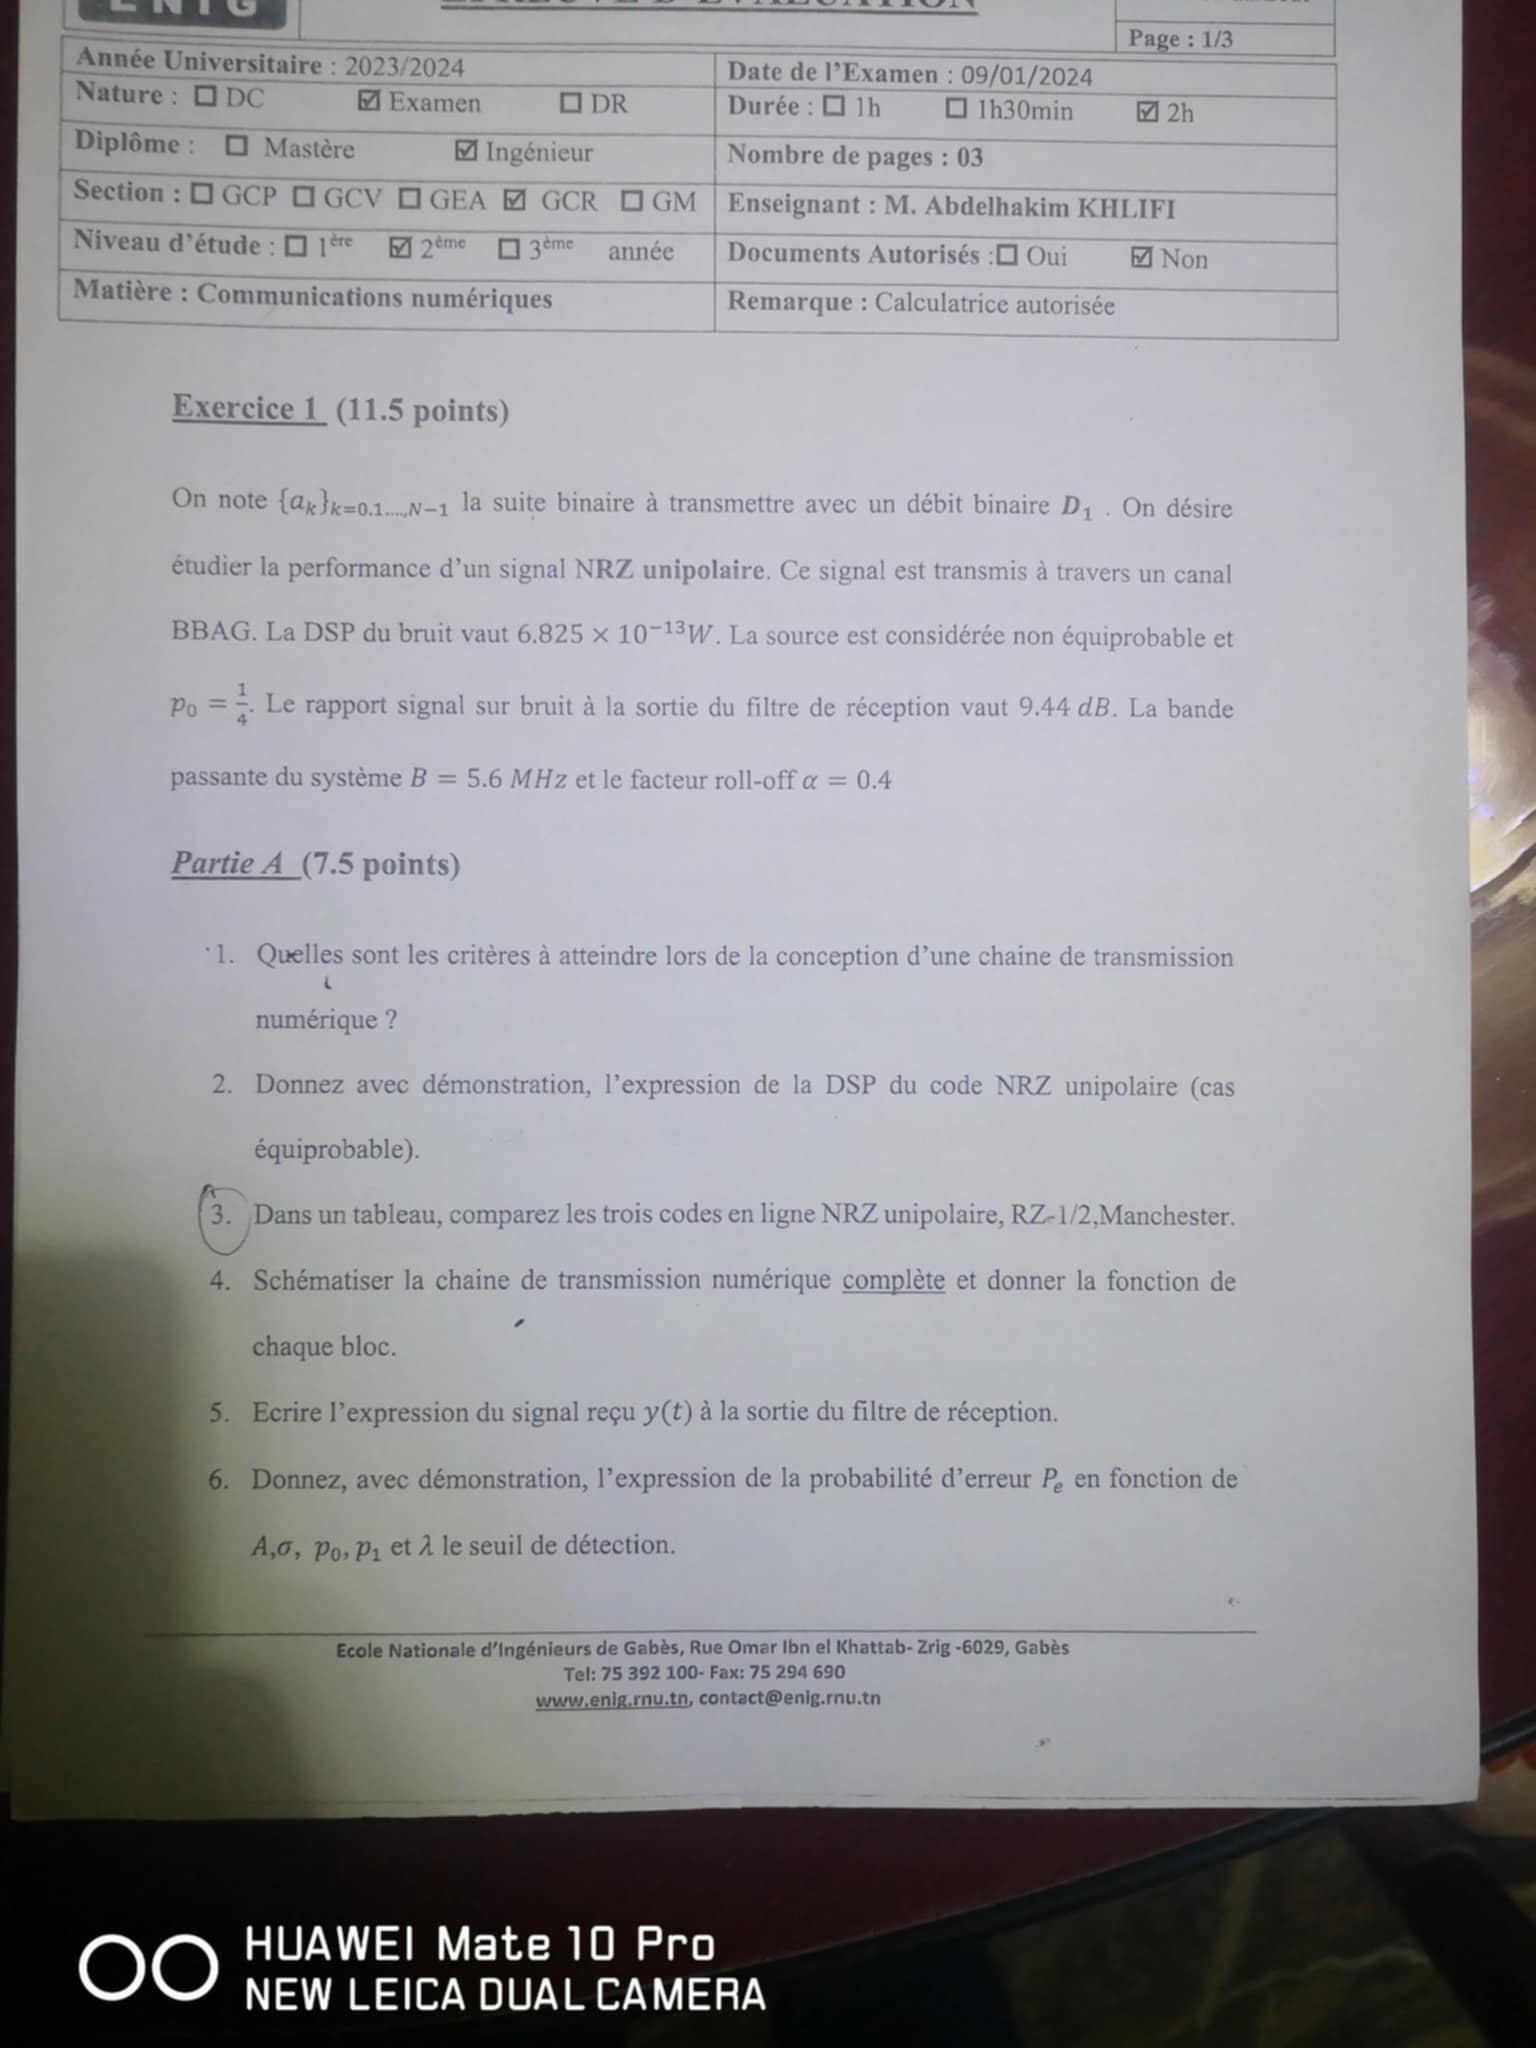 ENIG
EPREUVE D'EVALUATION
Page : 1/3
Année Universitaire : 2023/2024
Date de l'Examen : 09/01/2024
Nature : ☐ DC ☑ Examen ☐ DR
Durée : ☐ 1h ☐ 1h30min ☑ 2h
Diplôme : ☐ Mastère ☑ Ingénieur
Nombre de pages : 03
Section : ☐ GCP ☐ GCV ☐ GEA ☑ GCR ☐ GM
Enseignant : M. Abdelhakim KHLIFI
Niveau d'étude : ☐ 1ère ☑ 2ème ☐ 3ème année
Documents Autorisés : ☐ Oui ☑ Non
Matière : Communications numériques
Remarque : Calculatrice autorisée
Exercice 1 (11.5 points)
On note {aₖ}ₖ₌₀.₁....,N−1 la suite binaire à transmettre avec un débit binaire D₁ . On désire
étudier la performance d'un signal NRZ unipolaire. Ce signal est transmis à travers un canal
BBAG. La DSP du bruit vaut 6.825 × 10⁻¹³W. La source est considérée non équiprobable et
p₀ = 1/4. Le rapport signal sur bruit à la sortie du filtre de réception vaut 9.44 dB. La bande
passante du système B = 5.6 MHz et le facteur roll-off α = 0.4
Partie A (7.5 points)
1. Quelles sont les critères à atteindre lors de la conception d'une chaine de transmission
numérique ?
2. Donnez avec démonstration, l'expression de la DSP du code NRZ unipolaire (cas
équiprobable).
3. Dans un tableau, comparez les trois codes en ligne NRZ unipolaire, RZ-1/2,Manchester.
4. Schématiser la chaine de transmission numérique complète et donner la fonction de
chaque bloc.
5. Ecrire l'expression du signal reçu y(t) à la sortie du filtre de réception.
6. Donnez, avec démonstration, l'expression de la probabilité d'erreur Pₑ en fonction de
A,σ, p₀, p₁ et λ le seuil de détection.
Ecole Nationale d'Ingénieurs de Gabès, Rue Omar Ibn el Khattab- Zrig -6029, Gabès
Tel: 75 392 100- Fax: 75 294 690
www.enig.rnu.tn, contact@enig.rnu.tn
HUAWEI Mate 10 Pro
NEW LEICA DUAL CAMERA